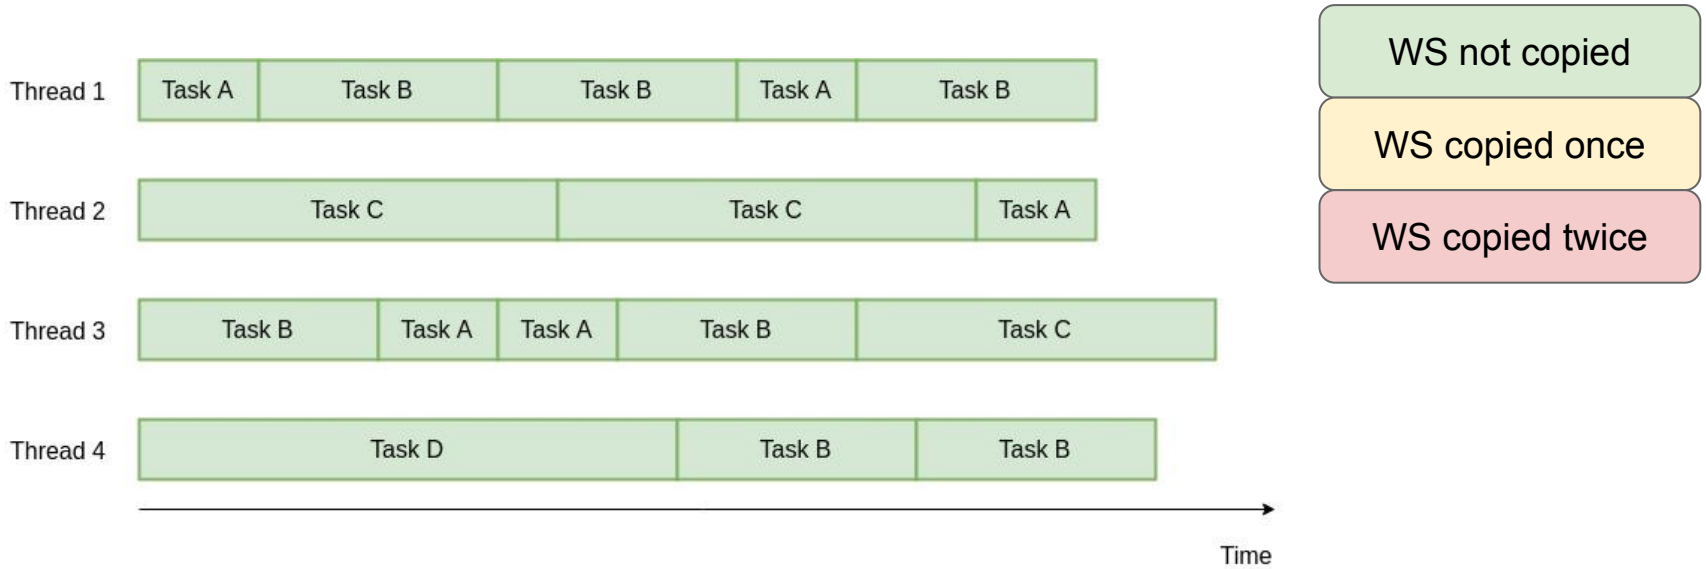 Thread 1 Task A Task B Task B Task A Task B
Thread 2 Task C Task C Task A
Thread 3 Task B Task A Task A Task B Task C
Thread 4 Task D Task B Task B
Time
WS not copied
WS copied once
WS copied twice